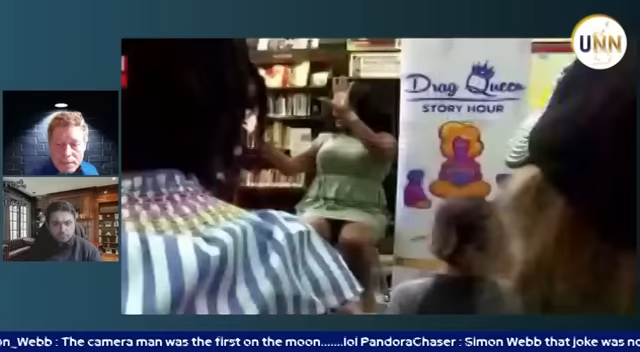 UNN
Drag Queen
STORY HOUR
on_Webb : The camera man was the first on the moon.......lol PandoraChaser : Simon Webb that joke was no